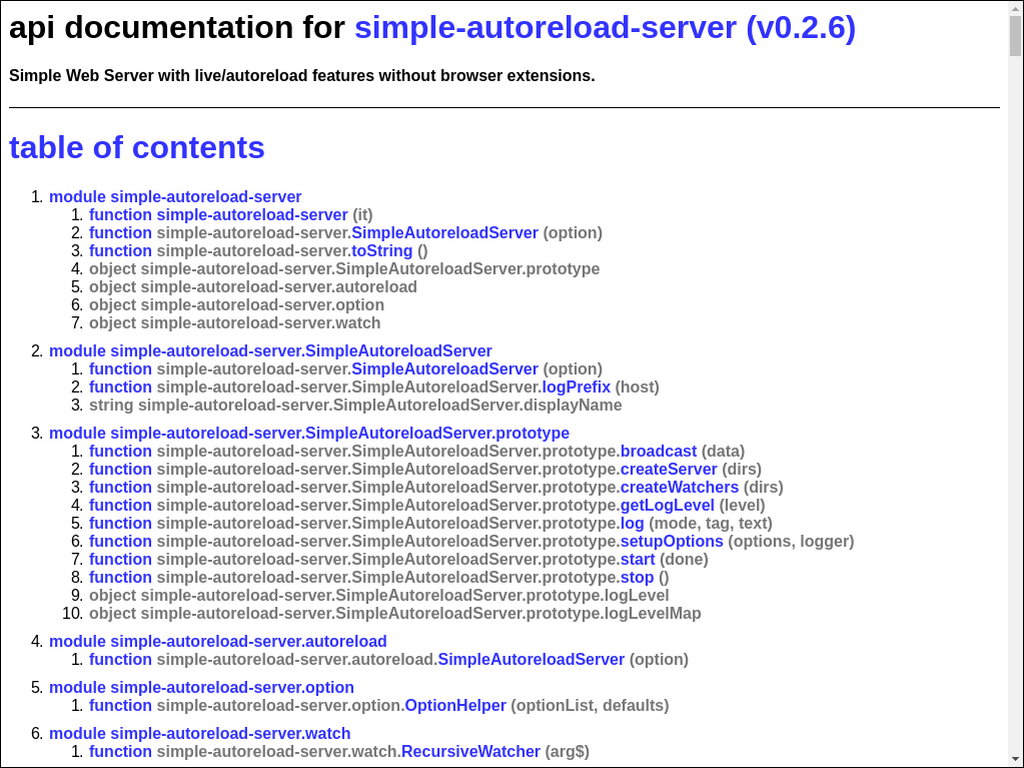 api documentation for simple-autoreload-server (v0.2.6)
Simple Web Server with live/autoreload features without browser extensions.
table of contents
1. module simple-autoreload-server
1. function simple-autoreload-server (it)
2. function simple-autoreload-server.SimpleAutoreloadServer (option)
3. function simple-autoreload-server.toString ()
4. object simple-autoreload-server.SimpleAutoreloadServer.prototype
5. object simple-autoreload-server.autoreload
6. object simple-autoreload-server.option
7. object simple-autoreload-server.watch
2. module simple-autoreload-server.SimpleAutoreloadServer
1. function simple-autoreload-server.SimpleAutoreloadServer (option)
2. function simple-autoreload-server.SimpleAutoreloadServer.logPrefix (host)
3. string simple-autoreload-server.SimpleAutoreloadServer.displayName
3. module simple-autoreload-server.SimpleAutoreloadServer.prototype
1. function simple-autoreload-server.SimpleAutoreloadServer.prototype.broadcast (data)
2. function simple-autoreload-server.SimpleAutoreloadServer.prototype.createServer (dirs)
3. function simple-autoreload-server.SimpleAutoreloadServer.prototype.createWatchers (dirs)
4. function simple-autoreload-server.SimpleAutoreloadServer.prototype.getLogLevel (level)
5. function simple-autoreload-server.SimpleAutoreloadServer.prototype.log (mode, tag, text)
6. function simple-autoreload-server.SimpleAutoreloadServer.prototype.setupOptions (options, logger)
7. function simple-autoreload-server.SimpleAutoreloadServer.prototype.start (done)
8. function simple-autoreload-server.SimpleAutoreloadServer.prototype.stop ()
9. object simple-autoreload-server.SimpleAutoreloadServer.prototype.logLevel
10. object simple-autoreload-server.SimpleAutoreloadServer.prototype.logLevelMap
4. module simple-autoreload-server.autoreload
1. function simple-autoreload-server.autoreload.SimpleAutoreloadServer (option)
5. module simple-autoreload-server.option
1. function simple-autoreload-server.option.OptionHelper (optionList, defaults)
6. module simple-autoreload-server.watch
1. function simple-autoreload-server.watch.RecursiveWatcher (arg$)